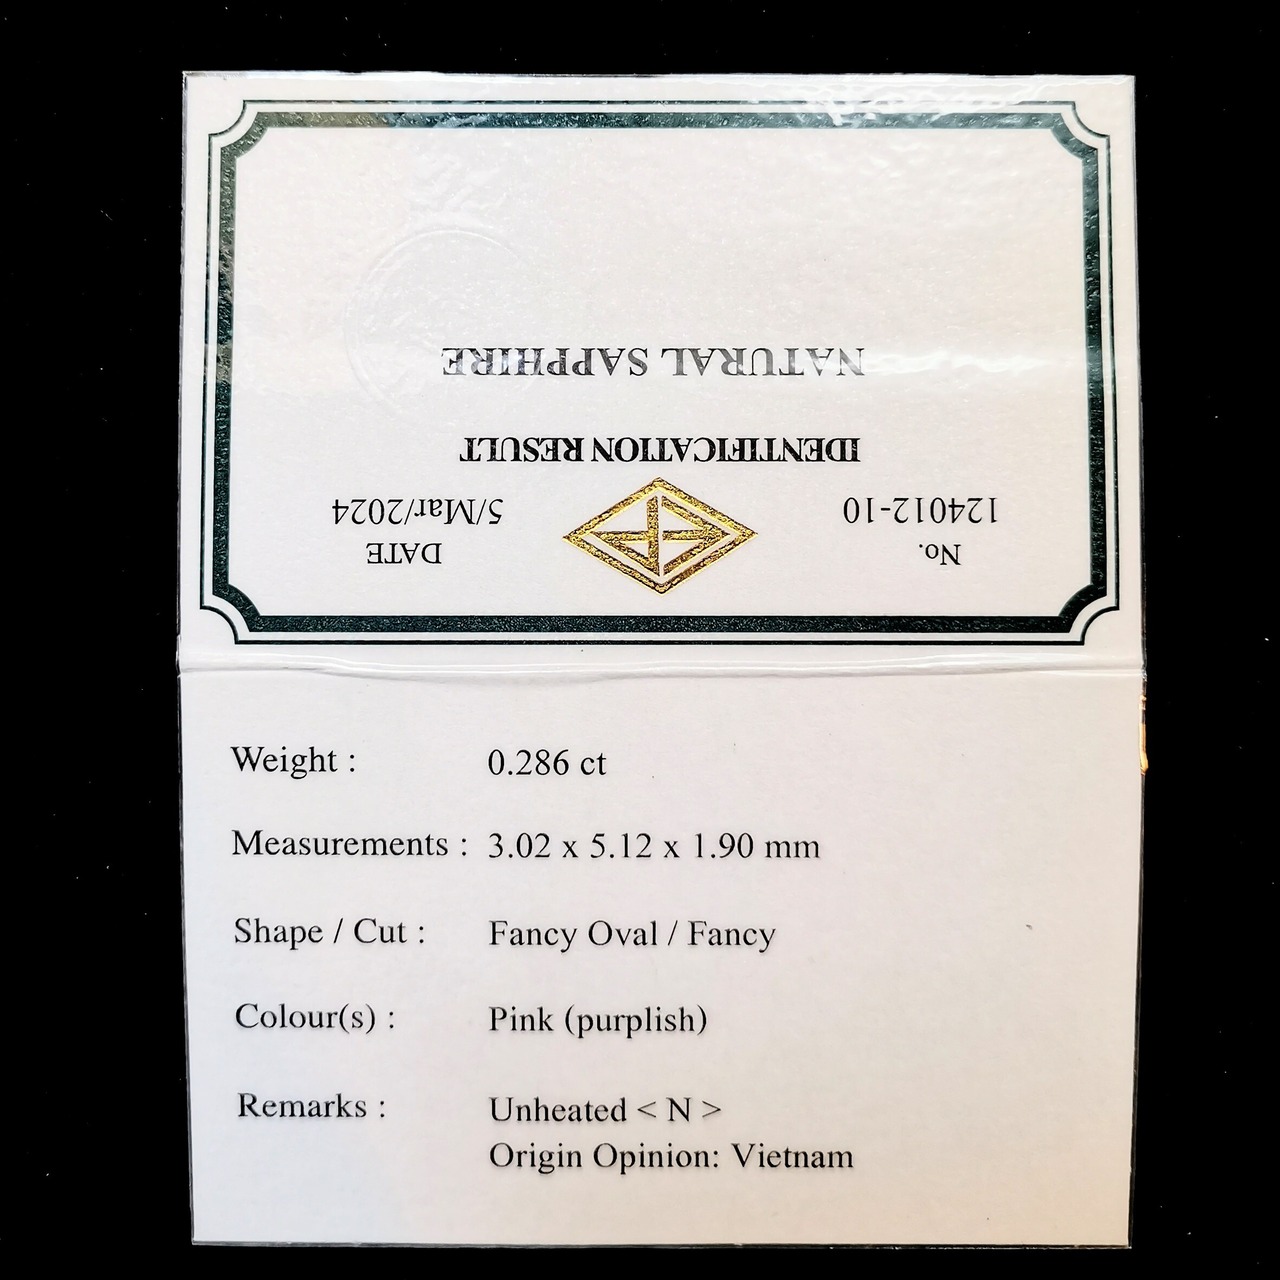 No.
124012-10
DATE
5/Mar/2024
IDENTIFICATION RESULT
NATURAL SAPPHIRE
Weight : 0.286 ct
Measurements : 3.02 x 5.12 x 1.90 mm
Shape / Cut : Fancy Oval / Fancy
Colour(s) : Pink (purplish)
Remarks : Unheated < N >
Origin Opinion: Vietnam